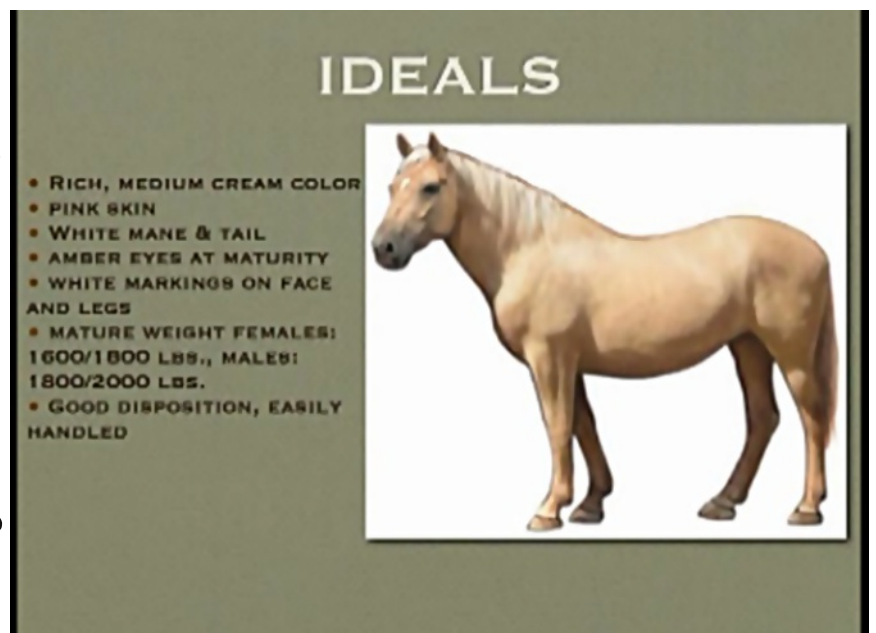 IDEALS
• RICH, MEDIUM CREAM COLOR
• PINK SKIN
• WHITE MANE & TAIL
• AMBER EYES AT MATURITY
• WHITE MARKINGS ON FACE
AND LEGS
• MATURE WEIGHT FEMALES:
1600/1800 LBS., MALES:
1800/2000 LBS.
• GOOD DISPOSITION, EASILY
HANDLED